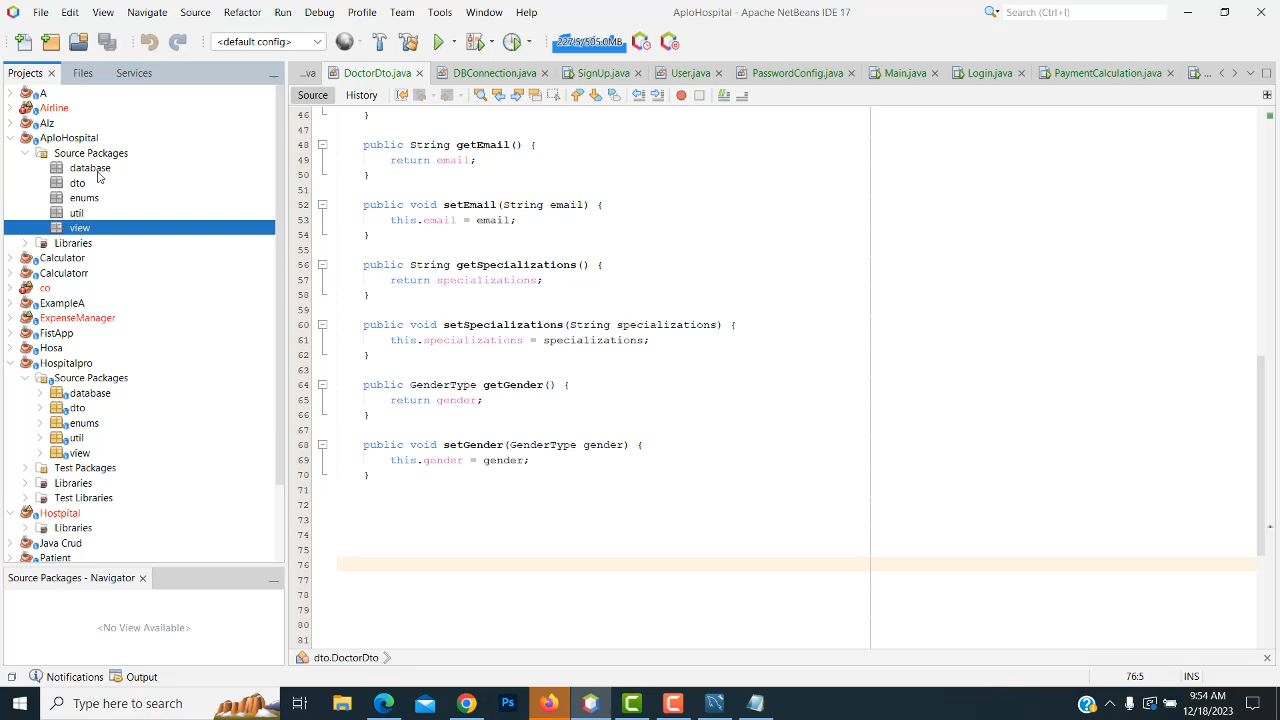 File Edit View Navigate Source Refactor Run Debug Profile Team Tools Window Help
AploHospital - Apache NetBeans IDE 17
Search (Ctrl+I)
<default config>
Projects
Files
Services
...va
DoctorDto.java
DBConnection.java
SignUp.java
User.java
PasswordConfig.java
Main.java
Login.java
PaymentCalculation.java
...
Source
History
A
Airline
Alz
AploHospital
Source Packages
database
dto
enums
util
view
Libraries
Calculator
Calculatorr
co
ExampleA
ExpenseManager
FistApp
Hosa
Hospitalpro
Source Packages
database
dto
enums
util
view
Test Packages
Libraries
Test Libraries
Hostpital
Libraries
Java Crud
Patient
46 }
47
48 public String getEmail() {
49 return email;
50 }
51
52 public void setEmail(String email) {
53 this.email = email;
54 }
55
56 public String getSpecializations() {
57 return specializations;
58 }
59
60 public void setSpecializations(String specializations) {
61 this.specializations = specializations;
62 }
63
64 public GenderType getGender() {
65 return gender;
66 }
67
68 public void setGender(GenderType gender) {
69 this.gender = gender;
70 }
71
72
73
74
75
76
77
78
79
80
81
Source Packages - Navigator
<No View Available>
dto.DoctorDto
Notifications
Output
76:5
INS
Type here to search
Ps
9:54 AM
12/18/2023